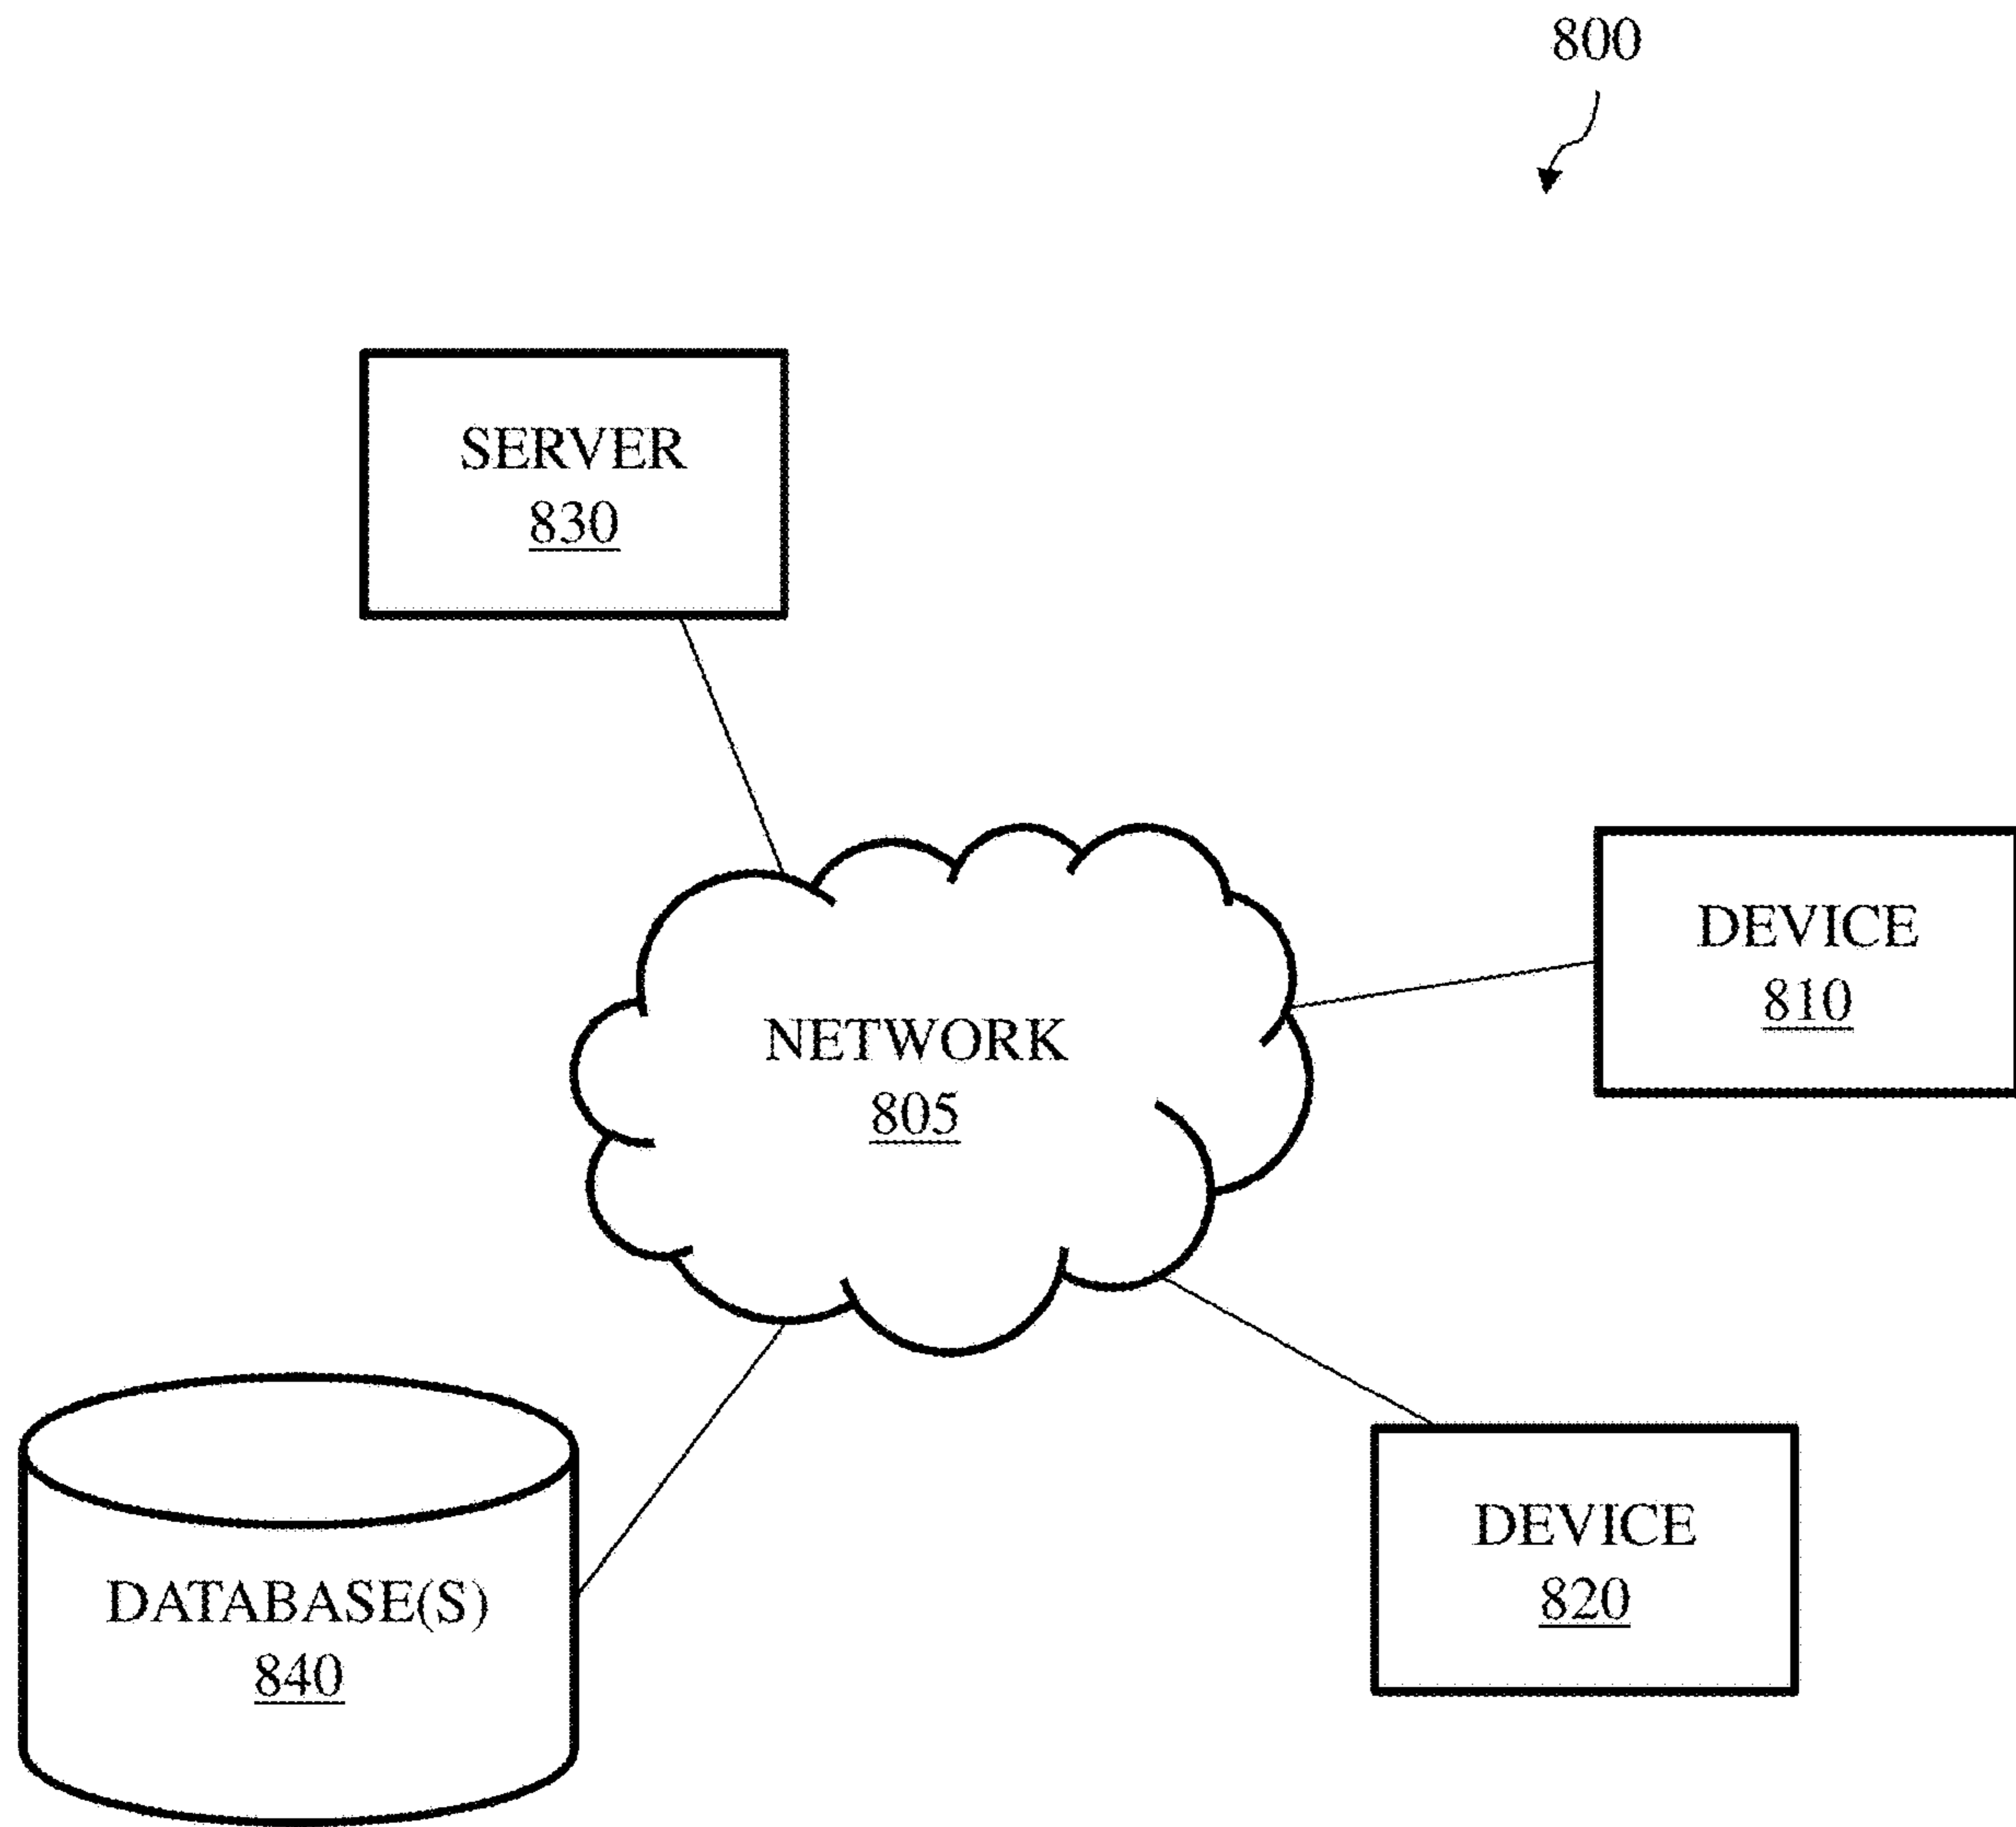 800
SERVER
830
DEVICE
810
NETWORK
805
DEVICE
820
DATABASE(S)
840